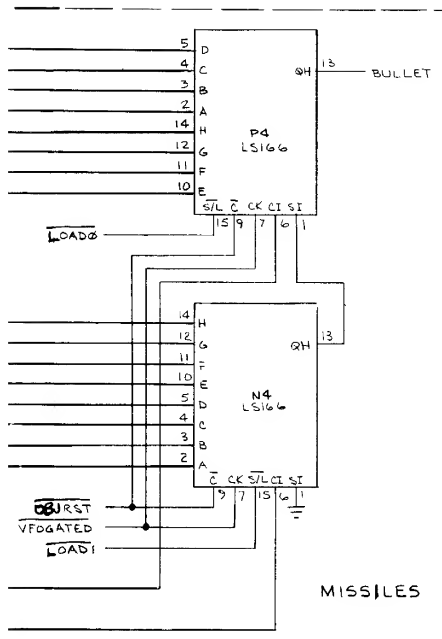 5 D
4 C
3 B
2 A
14 H
12 G
11 F
10 E
QH 13 BULLET
P4
LS166
S/L C CK CI SI
15 9 7 6 1
LOADØ
14 H
12 G
11 F
10 E
5 D
4 C
3 B
2 A
QH 13
N4
LS166
C CK S/L CI SI
9 7 15 6 1
OBJRST
VFOGATED
LOAD1
MISSILES